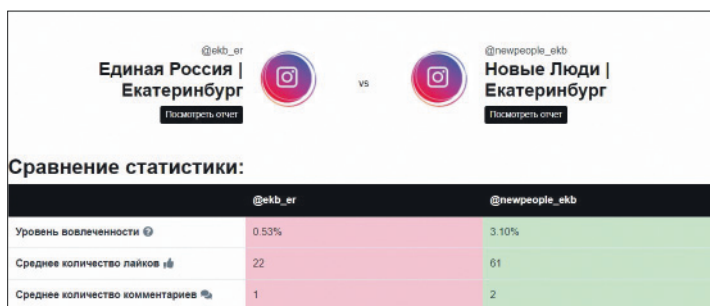 @ekb_er
Единая Россия |
Екатеринбург
Посмотреть отчет
vs
@newpeople_ekb
Новые Люди |
Екатеринбург
Посмотреть отчет
Сравнение статистики:
@ekb_er @newpeople_ekb
Уровень вовлеченности 0.53% 3.10%
Среднее количество лайков 22 61
Среднее количество комментариев 1 2